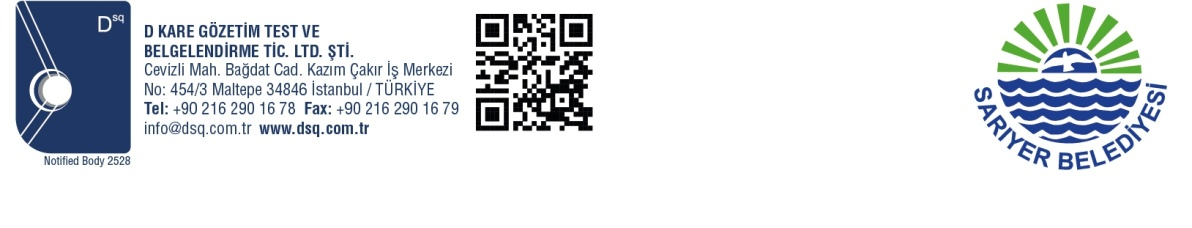 Dsq
D KARE GÖZETİM TEST VE
BELGELENDİRME TİC. LTD. ŞTİ.
Cevizli Mah. Bağdat Cad. Kazım Çakır İş Merkezi
No: 454/3 Maltepe 34846 İstanbul / TÜRKİYE
Tel: +90 216 290 16 78 Fax: +90 216 290 16 79
info@dsq.com.tr www.dsq.com.tr
Notified Body 2528
SARIYER BELEDİYESİ